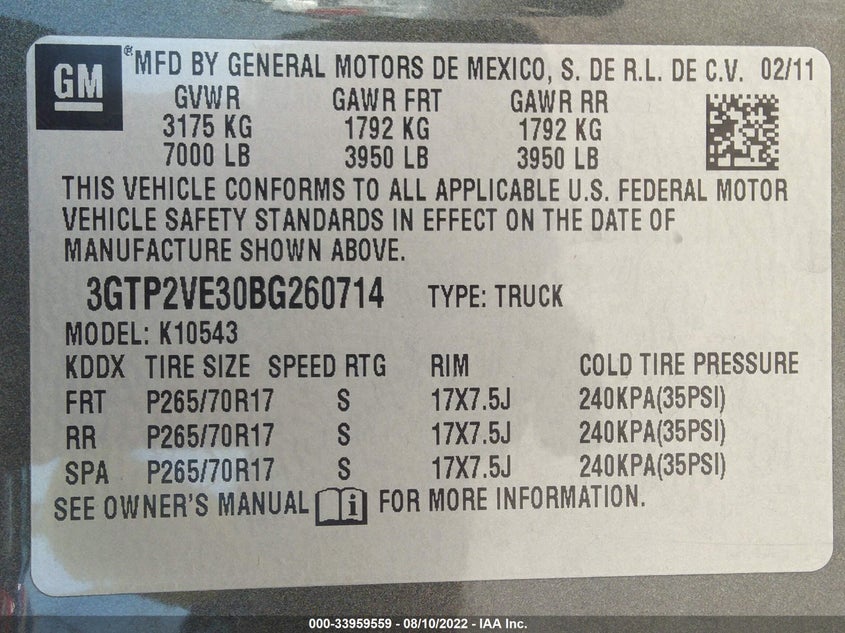 GM
® MFD BY GENERAL MOTORS DE MEXICO, S. DE R.L. DE C.V. 02/11
GVWR GAWR FRT GAWR RR
3175 KG 1792 KG 1792 KG
7000 LB 3950 LB 3950 LB
THIS VEHICLE CONFORMS TO ALL APPLICABLE U.S. FEDERAL MOTOR
VEHICLE SAFETY STANDARDS IN EFFECT ON THE DATE OF
MANUFACTURE SHOWN ABOVE.
3GTP2VE30BG260714 TYPE: TRUCK
MODEL: K10543
KDDX TIRE SIZE SPEED RTG RIM COLD TIRE PRESSURE
FRT P265/70R17 S 17X7.5J 240KPA(35PSI)
RR P265/70R17 S 17X7.5J 240KPA(35PSI)
SPA P265/70R17 S 17X7.5J 240KPA(35PSI)
SEE OWNER'S MANUAL i FOR MORE INFORMATION.
000-33959559 - 08/10/2022 - IAA Inc.